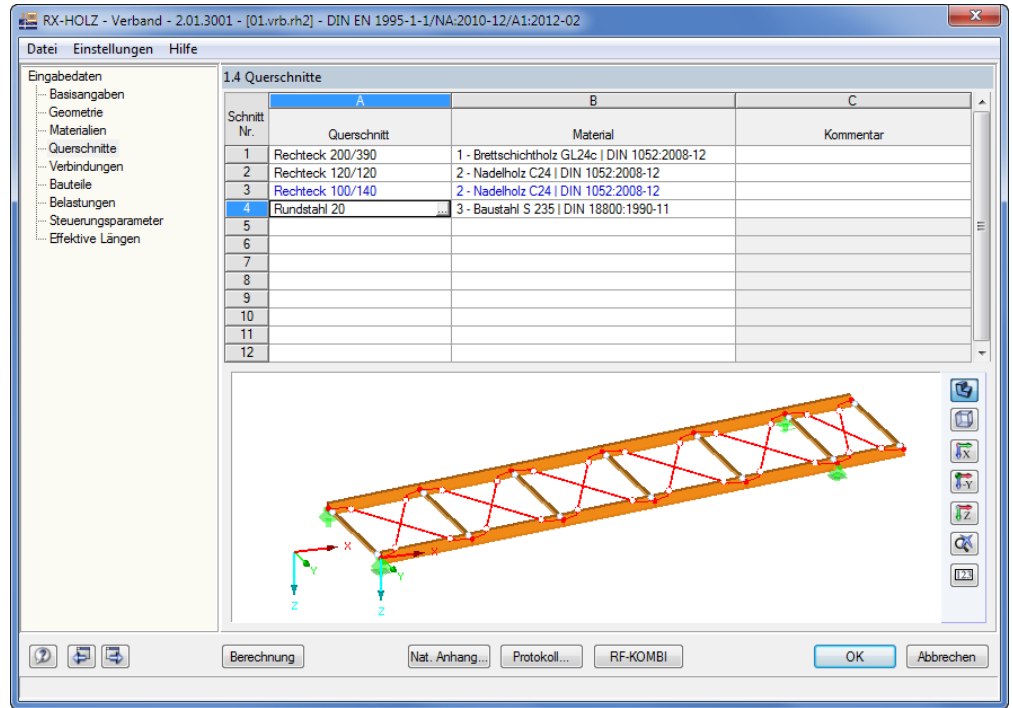 RX-HOLZ - Verband - 2.01.3001 - [01.vrb.rh2] - DIN EN 1995-1-1/NA:2010-12/A1:2012-02
Datei Einstellungen Hilfe
Eingabedaten
Basisangaben
Geometrie
Materialien
Querschnitte
Verbindungen
Bauteile
Belastungen
Steuerungsparameter
Effektive Längen
1.4 Querschnitte
A B C
Schnitt
Nr. Querschnitt Material Kommentar
1 Rechteck 200/390 1 - Brettschichtholz GL24c | DIN 1052:2008-12
2 Rechteck 120/120 2 - Nadelholz C24 | DIN 1052:2008-12
3 Rechteck 100/140 2 - Nadelholz C24 | DIN 1052:2008-12
4 Rundstahl 20 ... 3 - Baustahl S 235 | DIN 18800:1990-11
5
6
7
8
9
10
11
12
X
Y
Z
X
Y
Z
X
-Y
Z
123
Berechnung Nat. Anhang... Protokoll... RF-KOMBI OK Abbrechen